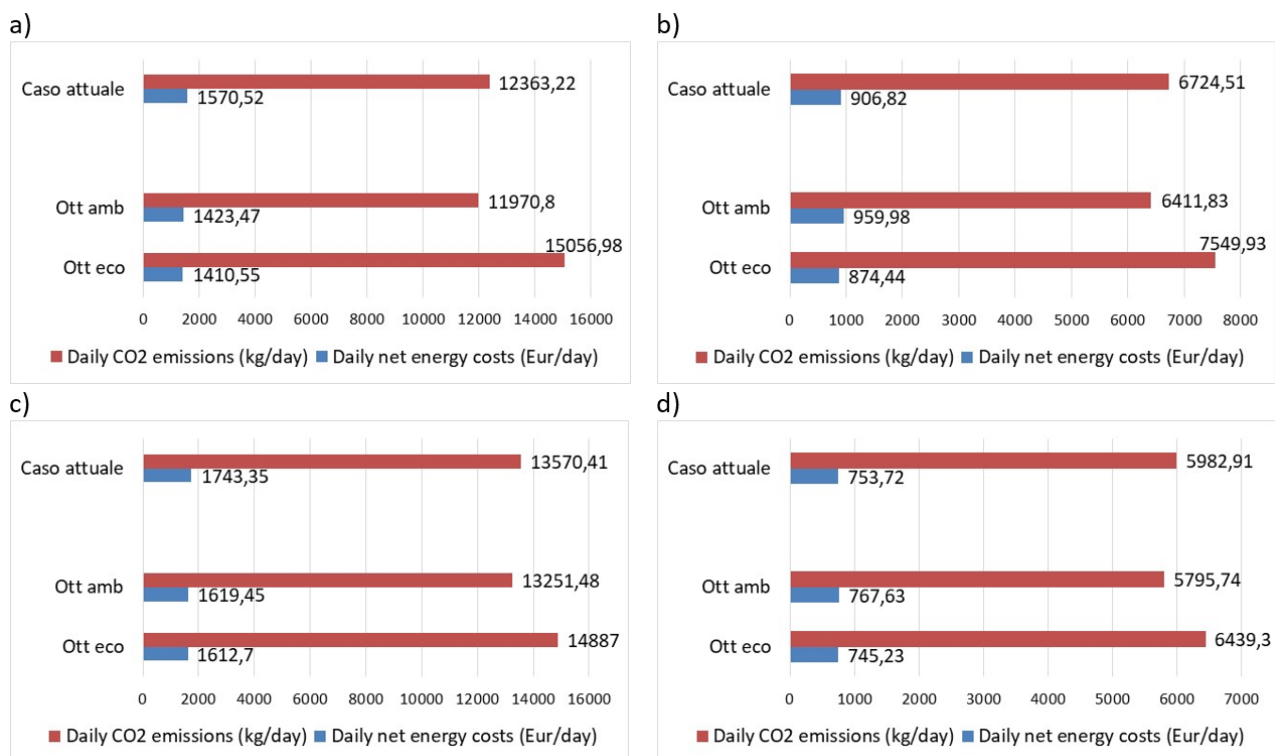 a)
Caso attuale
12363,22
1570,52
Ott amb
11970,8
1423,47
Ott eco
15056,98
1410,55
0 2000 4000 6000 8000 10000 12000 14000 16000
Daily CO2 emissions (kg/day) Daily net energy costs (Eur/day)
b)
Caso attuale
6724,51
906,82
Ott amb
6411,83
959,98
Ott eco
7549,93
874,44
0 1000 2000 3000 4000 5000 6000 7000 8000
Daily CO2 emissions (kg/day) Daily net energy costs (Eur/day)
c)
Caso attuale
13570,41
1743,35
Ott amb
13251,48
1619,45
Ott eco
14887
1612,7
0 2000 4000 6000 8000 10000 12000 14000 16000
Daily CO2 emissions (kg/day) Daily net energy costs (Eur/day)
d)
Caso attuale
5982,91
753,72
Ott amb
5795,74
767,63
Ott eco
6439,3
745,23
0 1000 2000 3000 4000 5000 6000 7000
Daily CO2 emissions (kg/day) Daily net energy costs (Eur/day)